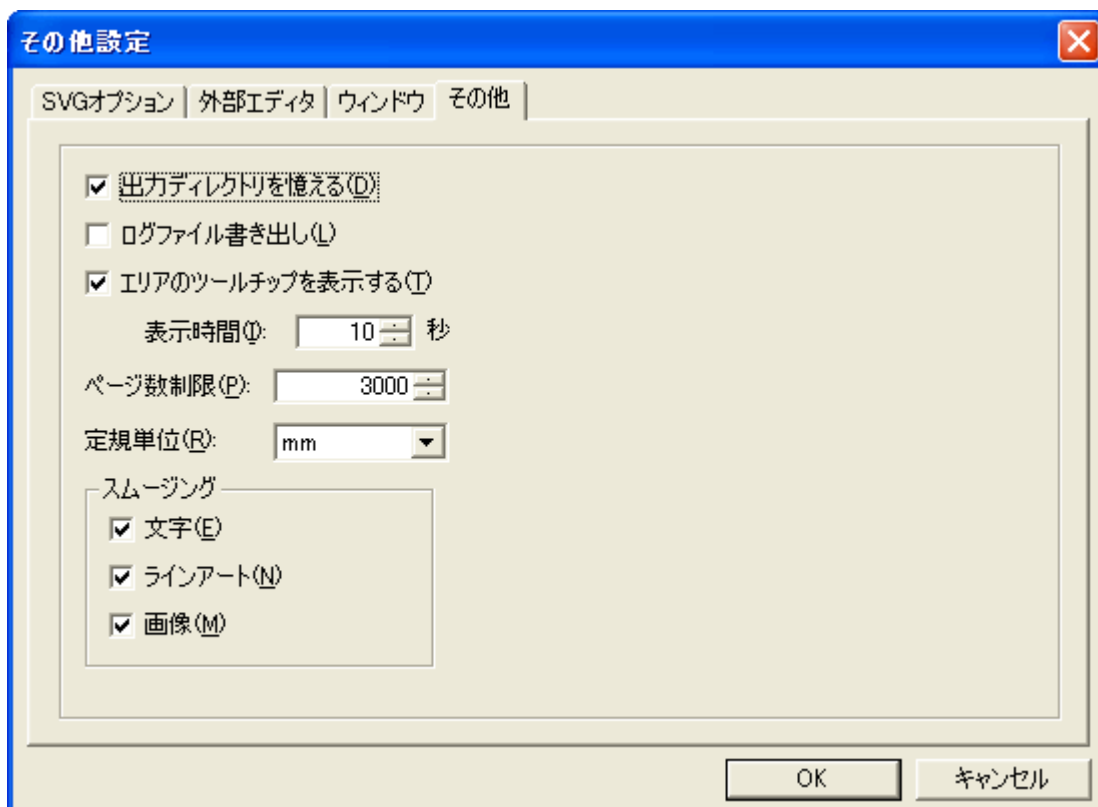 その他設定
SVGオプション 外部エディタ ウィンドウ その他
出力ディレクトリを憶える(D)
ログファイル書き出し(L)
エリアのツールチップを表示する(T)
表示時間(I): 10 秒
ページ数制限(P): 3000
定規単位(R): mm
スムージング
文字(E)
ラインアート(N)
画像(M)
OK キャンセル